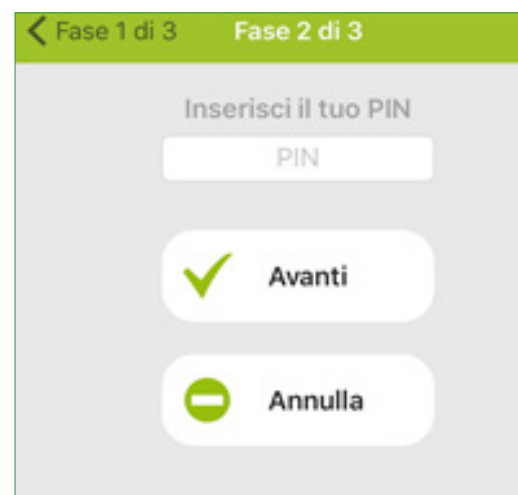 Fase 1 di 3 Fase 2 di 3
Inserisci il tuo PIN
PIN
Avanti
Annulla